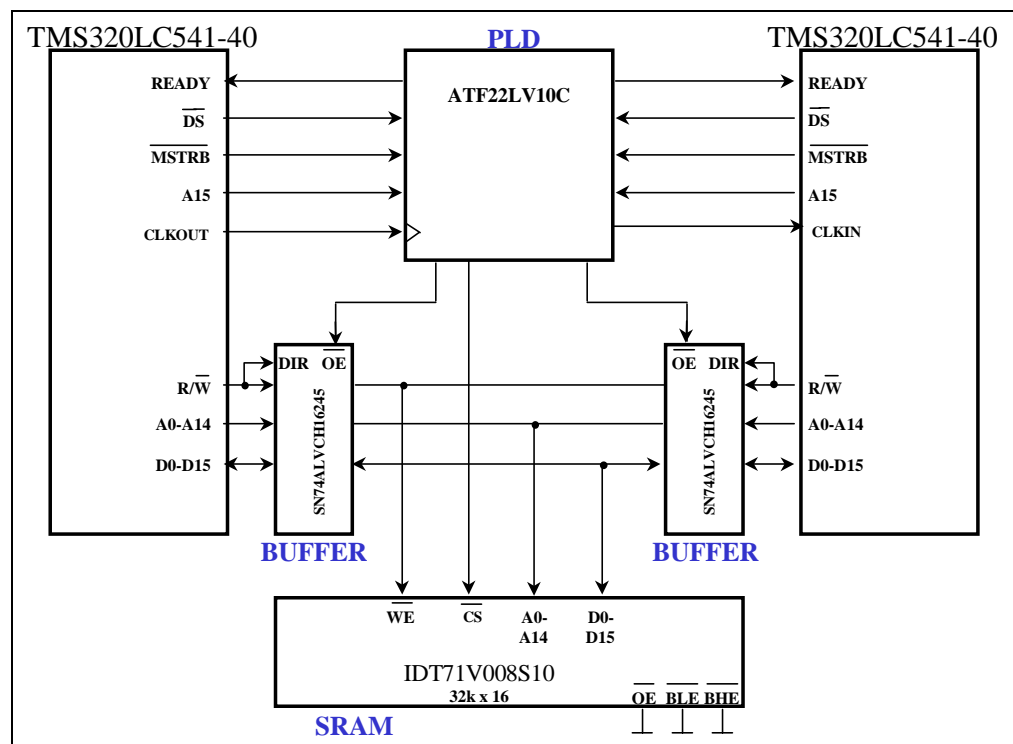 TMS320LC541-40
PLD
TMS320LC541-40
READY
DS
MSTRB
A15
CLKOUT
ATF22LV10C
READY
DS
MSTRB
A15
CLKIN
R/W
A0-A14
D0-D15
DIR
OE
SN74ALVCH16245
BUFFER
OE
DIR
SN74ALVCH16245
BUFFER
R/W
A0-A14
D0-D15
WE
CS
A0-
A14
D0-
D15
IDT71V008S10
32k x 16
OE
BLE
BHE
SRAM